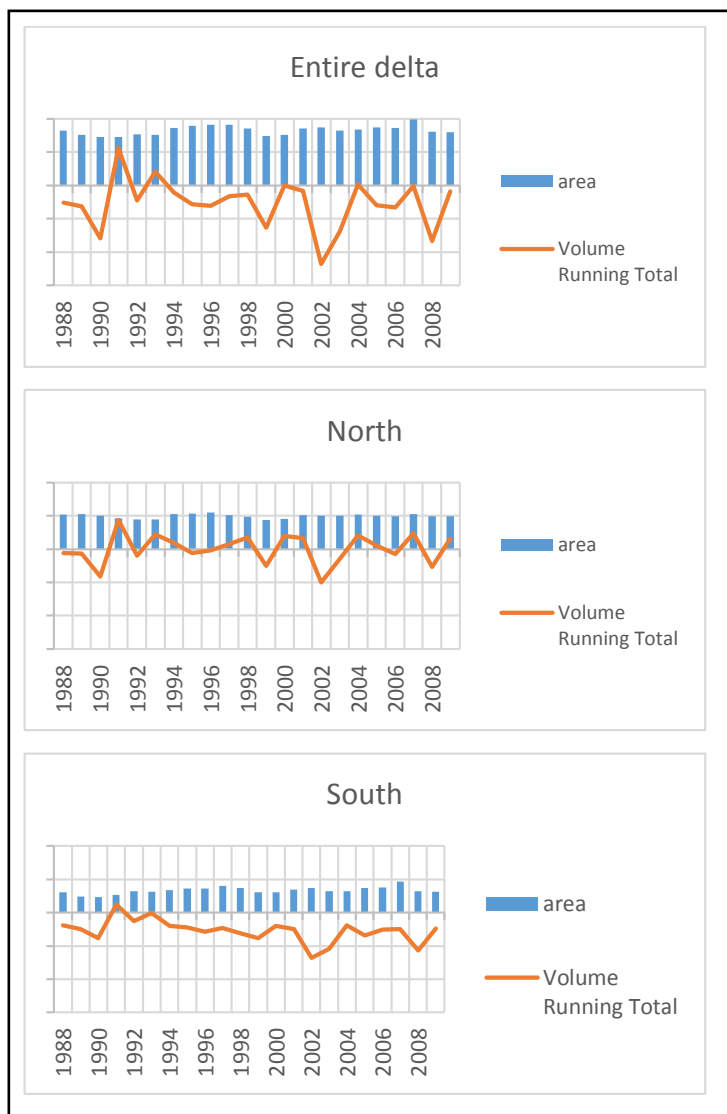 Entire delta
area
Volume
Running Total
1988
1990
1992
1994
1996
1998
2000
2002
2004
2006
2008
North
area
Volume
Running Total
1988
1990
1992
1994
1996
1998
2000
2002
2004
2006
2008
South
area
Volume
Running Total
1988
1990
1992
1994
1996
1998
2000
2002
2004
2006
2008